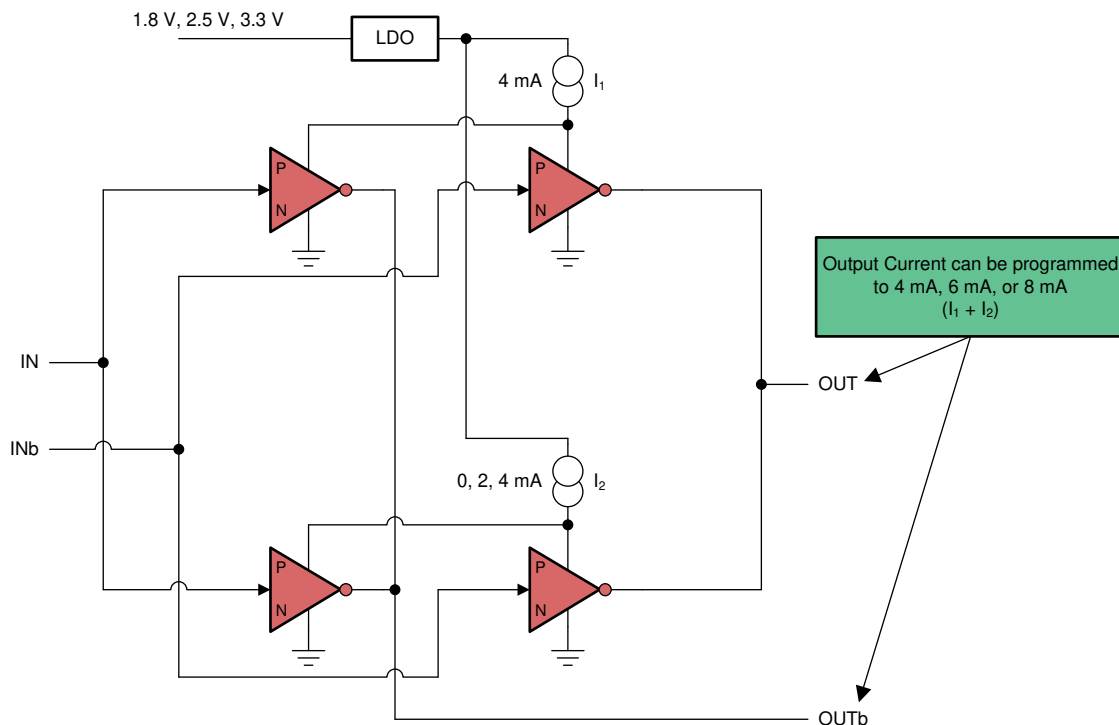 1.8 V, 2.5 V, 3.3 V
LDO
4 mA
I₁
P
N
P
N
Output Current can be programmed
to 4 mA, 6 mA, or 8 mA
(I₁ + I₂)
IN
OUT
INb
0, 2, 4 mA
I₂
P
N
P
N
OUTb